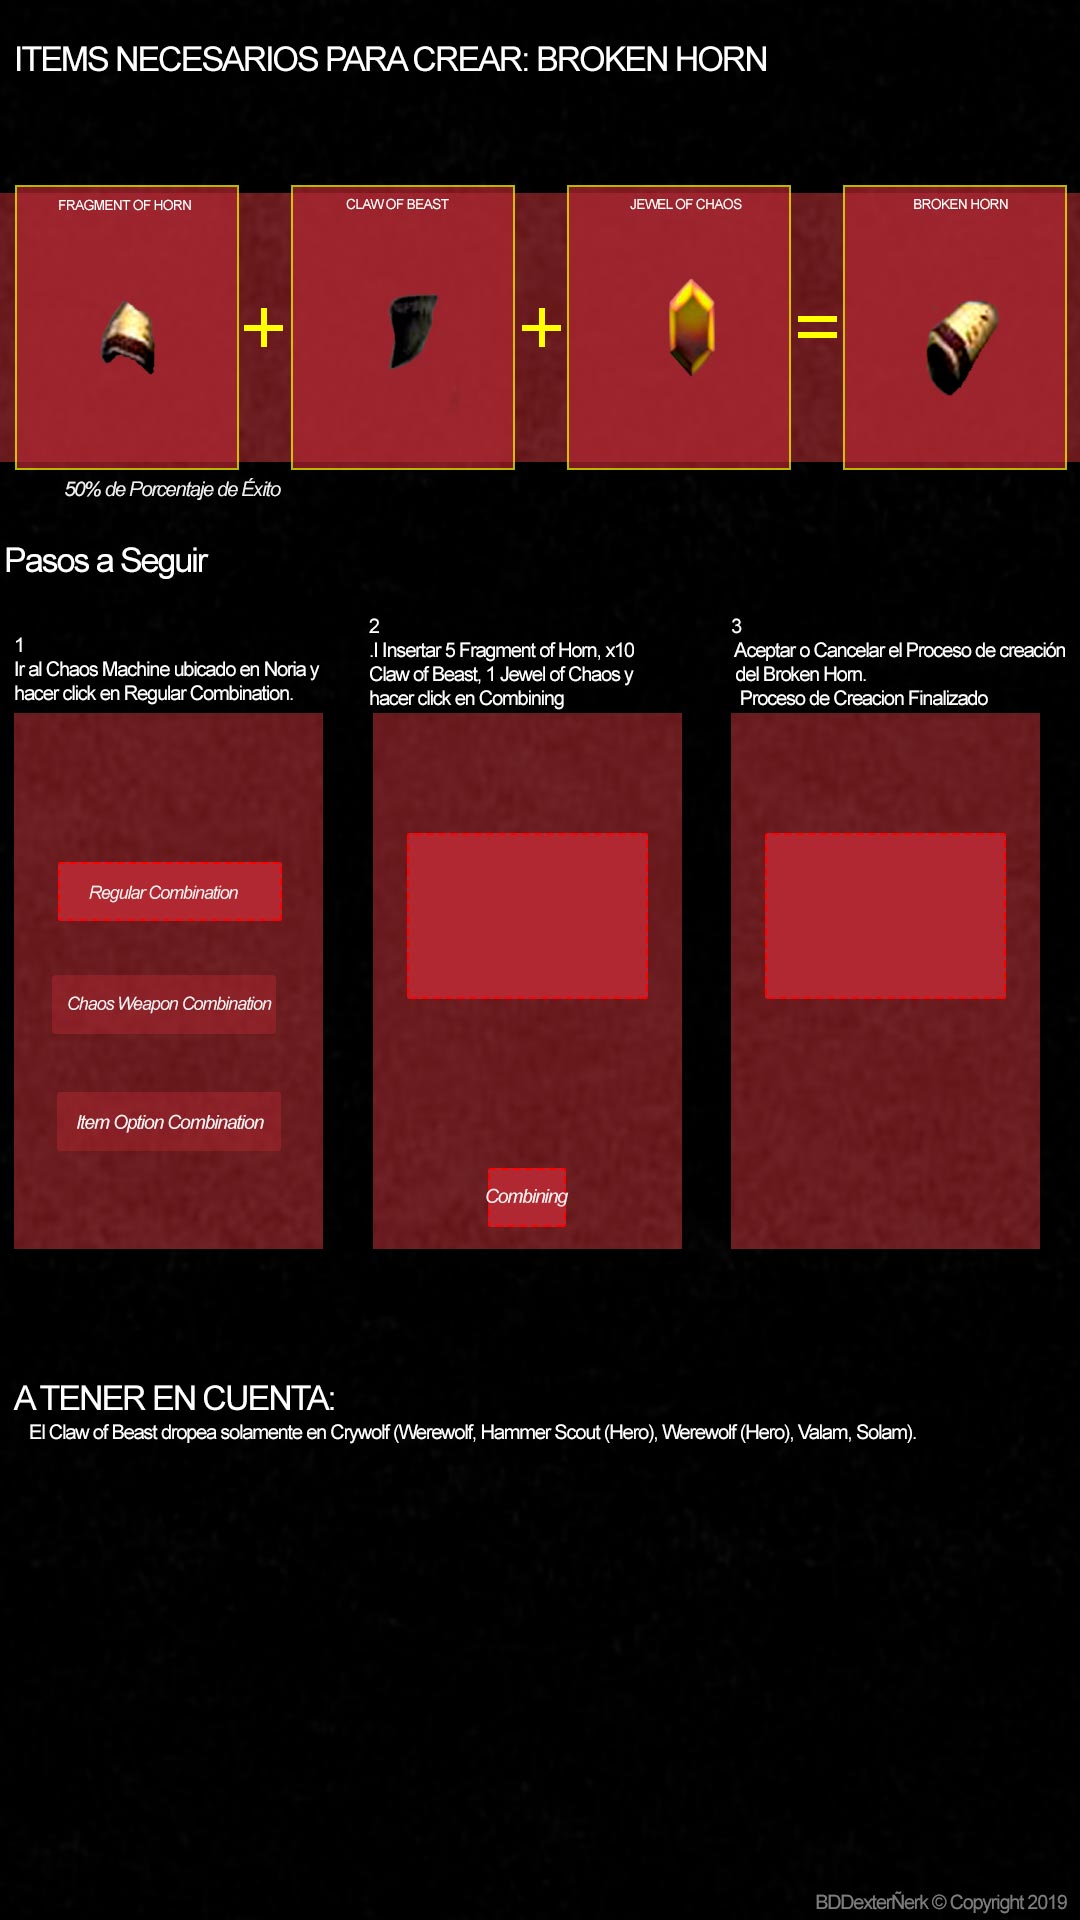 ITEMS NECESARIOS PARA CREAR: BROKEN HORN
FRAGMENT OF HORN
CLAW OF BEAST
JEWEL OF CHAOS
BROKEN HORN
+
+
=
50% de Porcentaje de Éxito
Pasos a Seguir
1
Ir al Chaos Machine ubicado en Noria y
hacer click en Regular Combination.
Regular Combination
Chaos Weapon Combination
Item Option Combination
2
.I Insertar 5 Fragment of Horn, x10
Claw of Beast, 1 Jewel of Chaos y
hacer click en Combining
Combining
3
Aceptar o Cancelar el Proceso de creación
del Broken Horn.
Proceso de Creacion Finalizado
A TENER EN CUENTA:
El Claw of Beast dropea solamente en Crywolf (Werewolf, Hammer Scout (Hero), Werewolf (Hero), Valam, Solam).
BDDexterÑerk © Copyright 2019